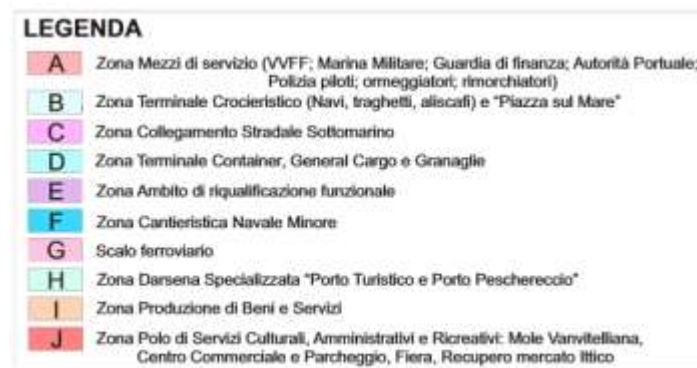 LEGENDA
A Zona Mezzi di servizio (VVFF; Marina Militare; Guardia di finanza; Autorità Portuale;
Polizia piloti; ormeggiatori; rimorchiatori)
B Zona Terminale Crocieristico (Navi, traghetti, aliscafi) e "Piazza sul Mare"
C Zona Collegamento Stradale Sottomarino
D Zona Terminale Container, General Cargo e Granaglie
E Zona Ambito di riqualificazione funzionale
F Zona Cantieristica Navale Minore
G Scalo ferroviario
H Zona Darsena Specializzata "Porto Turistico e Porto Peschereccio"
I Zona Produzione di Beni e Servizi
J Zona Polo di Servizi Culturali, Amministrativi e Ricreativi: Mole Vanvitelliana,
Centro Commerciale e Parcheggio, Fiera, Recupero mercato Ittico